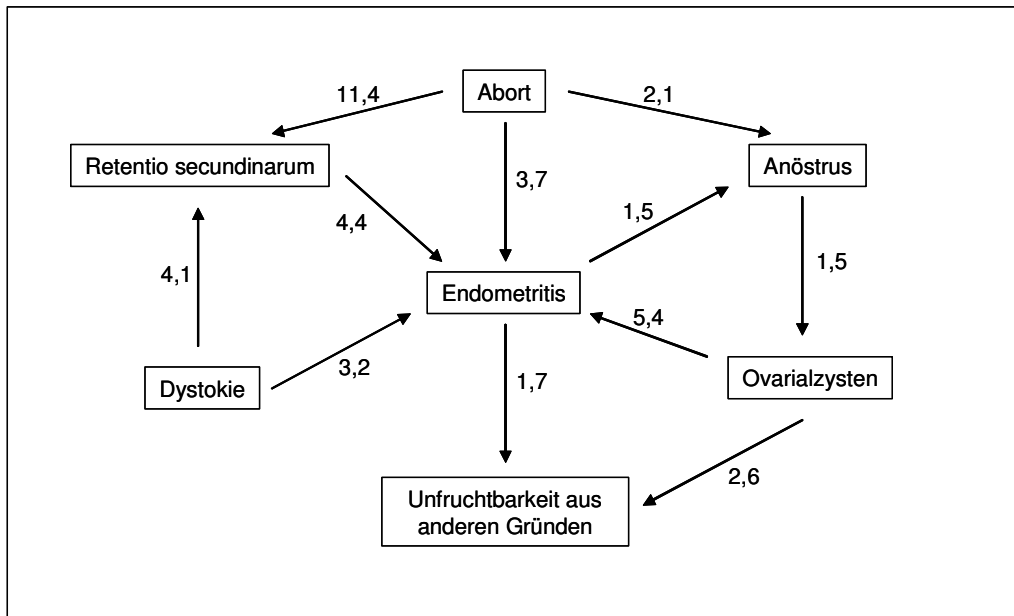 Abort
11,4
2,1
Retentio secundinarum
Anöstrus
3,7
4,4
1,5
4,1
1,5
Endometritis
5,4
3,2
1,7
Dystokie
Ovarialzysten
2,6
Unfruchtbarkeit aus
anderen Gründen